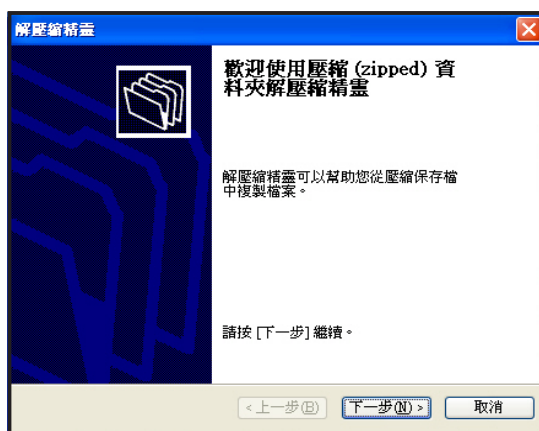 解壓縮精靈
歡迎使用壓縮 (zipped) 資
料夾解壓縮精靈
解壓縮精靈可以幫助您從壓縮保存檔
中複製檔案。
請按 [下一步] 繼續。
<上一步(B) 下一步(N)> 取消